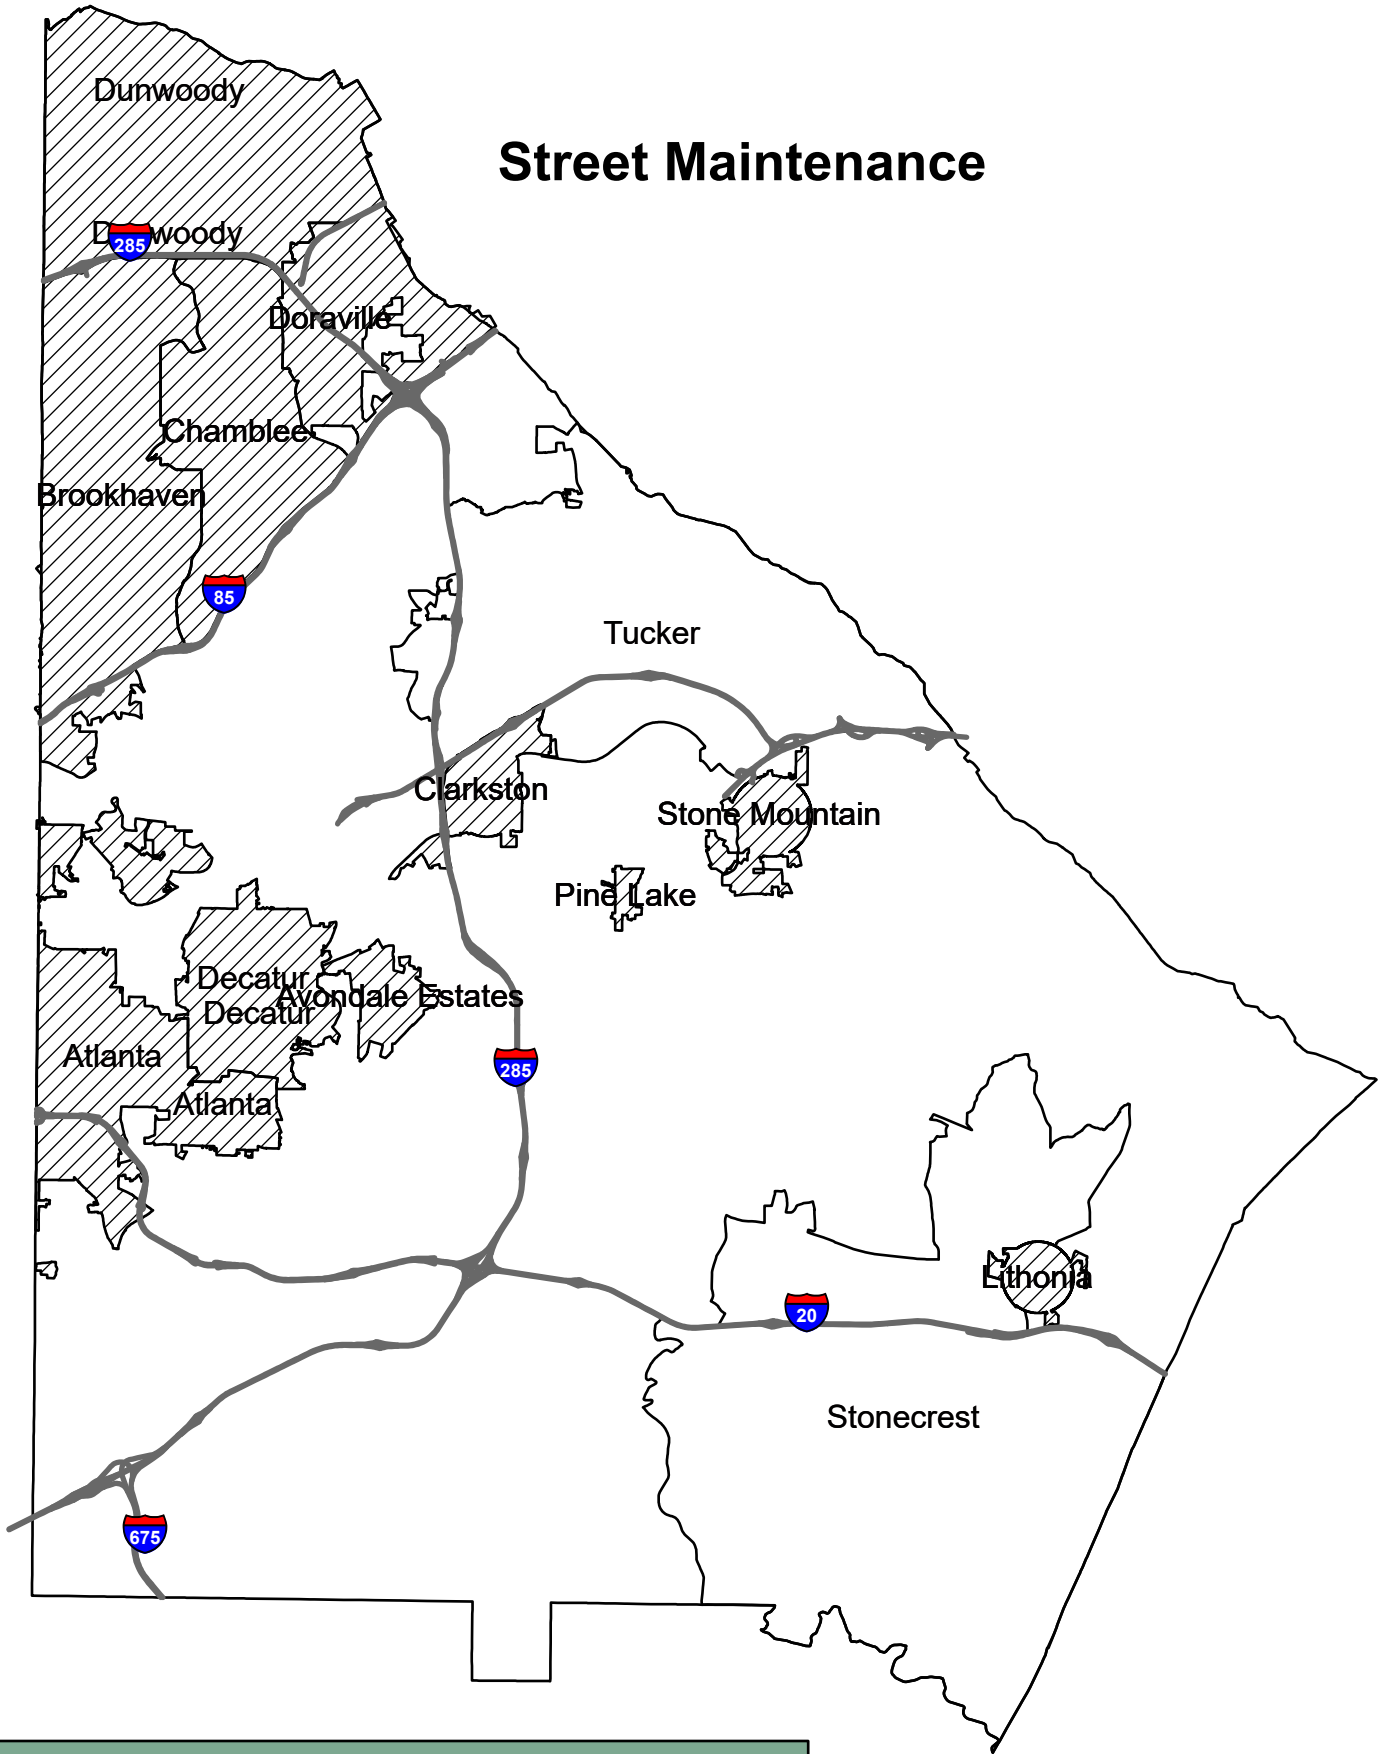 Dunwoody
Street Maintenance
Dunwoody
285
Doraville
Chamblee
Brookhaven
85
Tucker
Clarkston
Stone Mountain
Pine Lake
Decatur
Avondale Estates
Decatur
Atlanta
285
Atlanta
Lithonia
20
Stonecrest
675